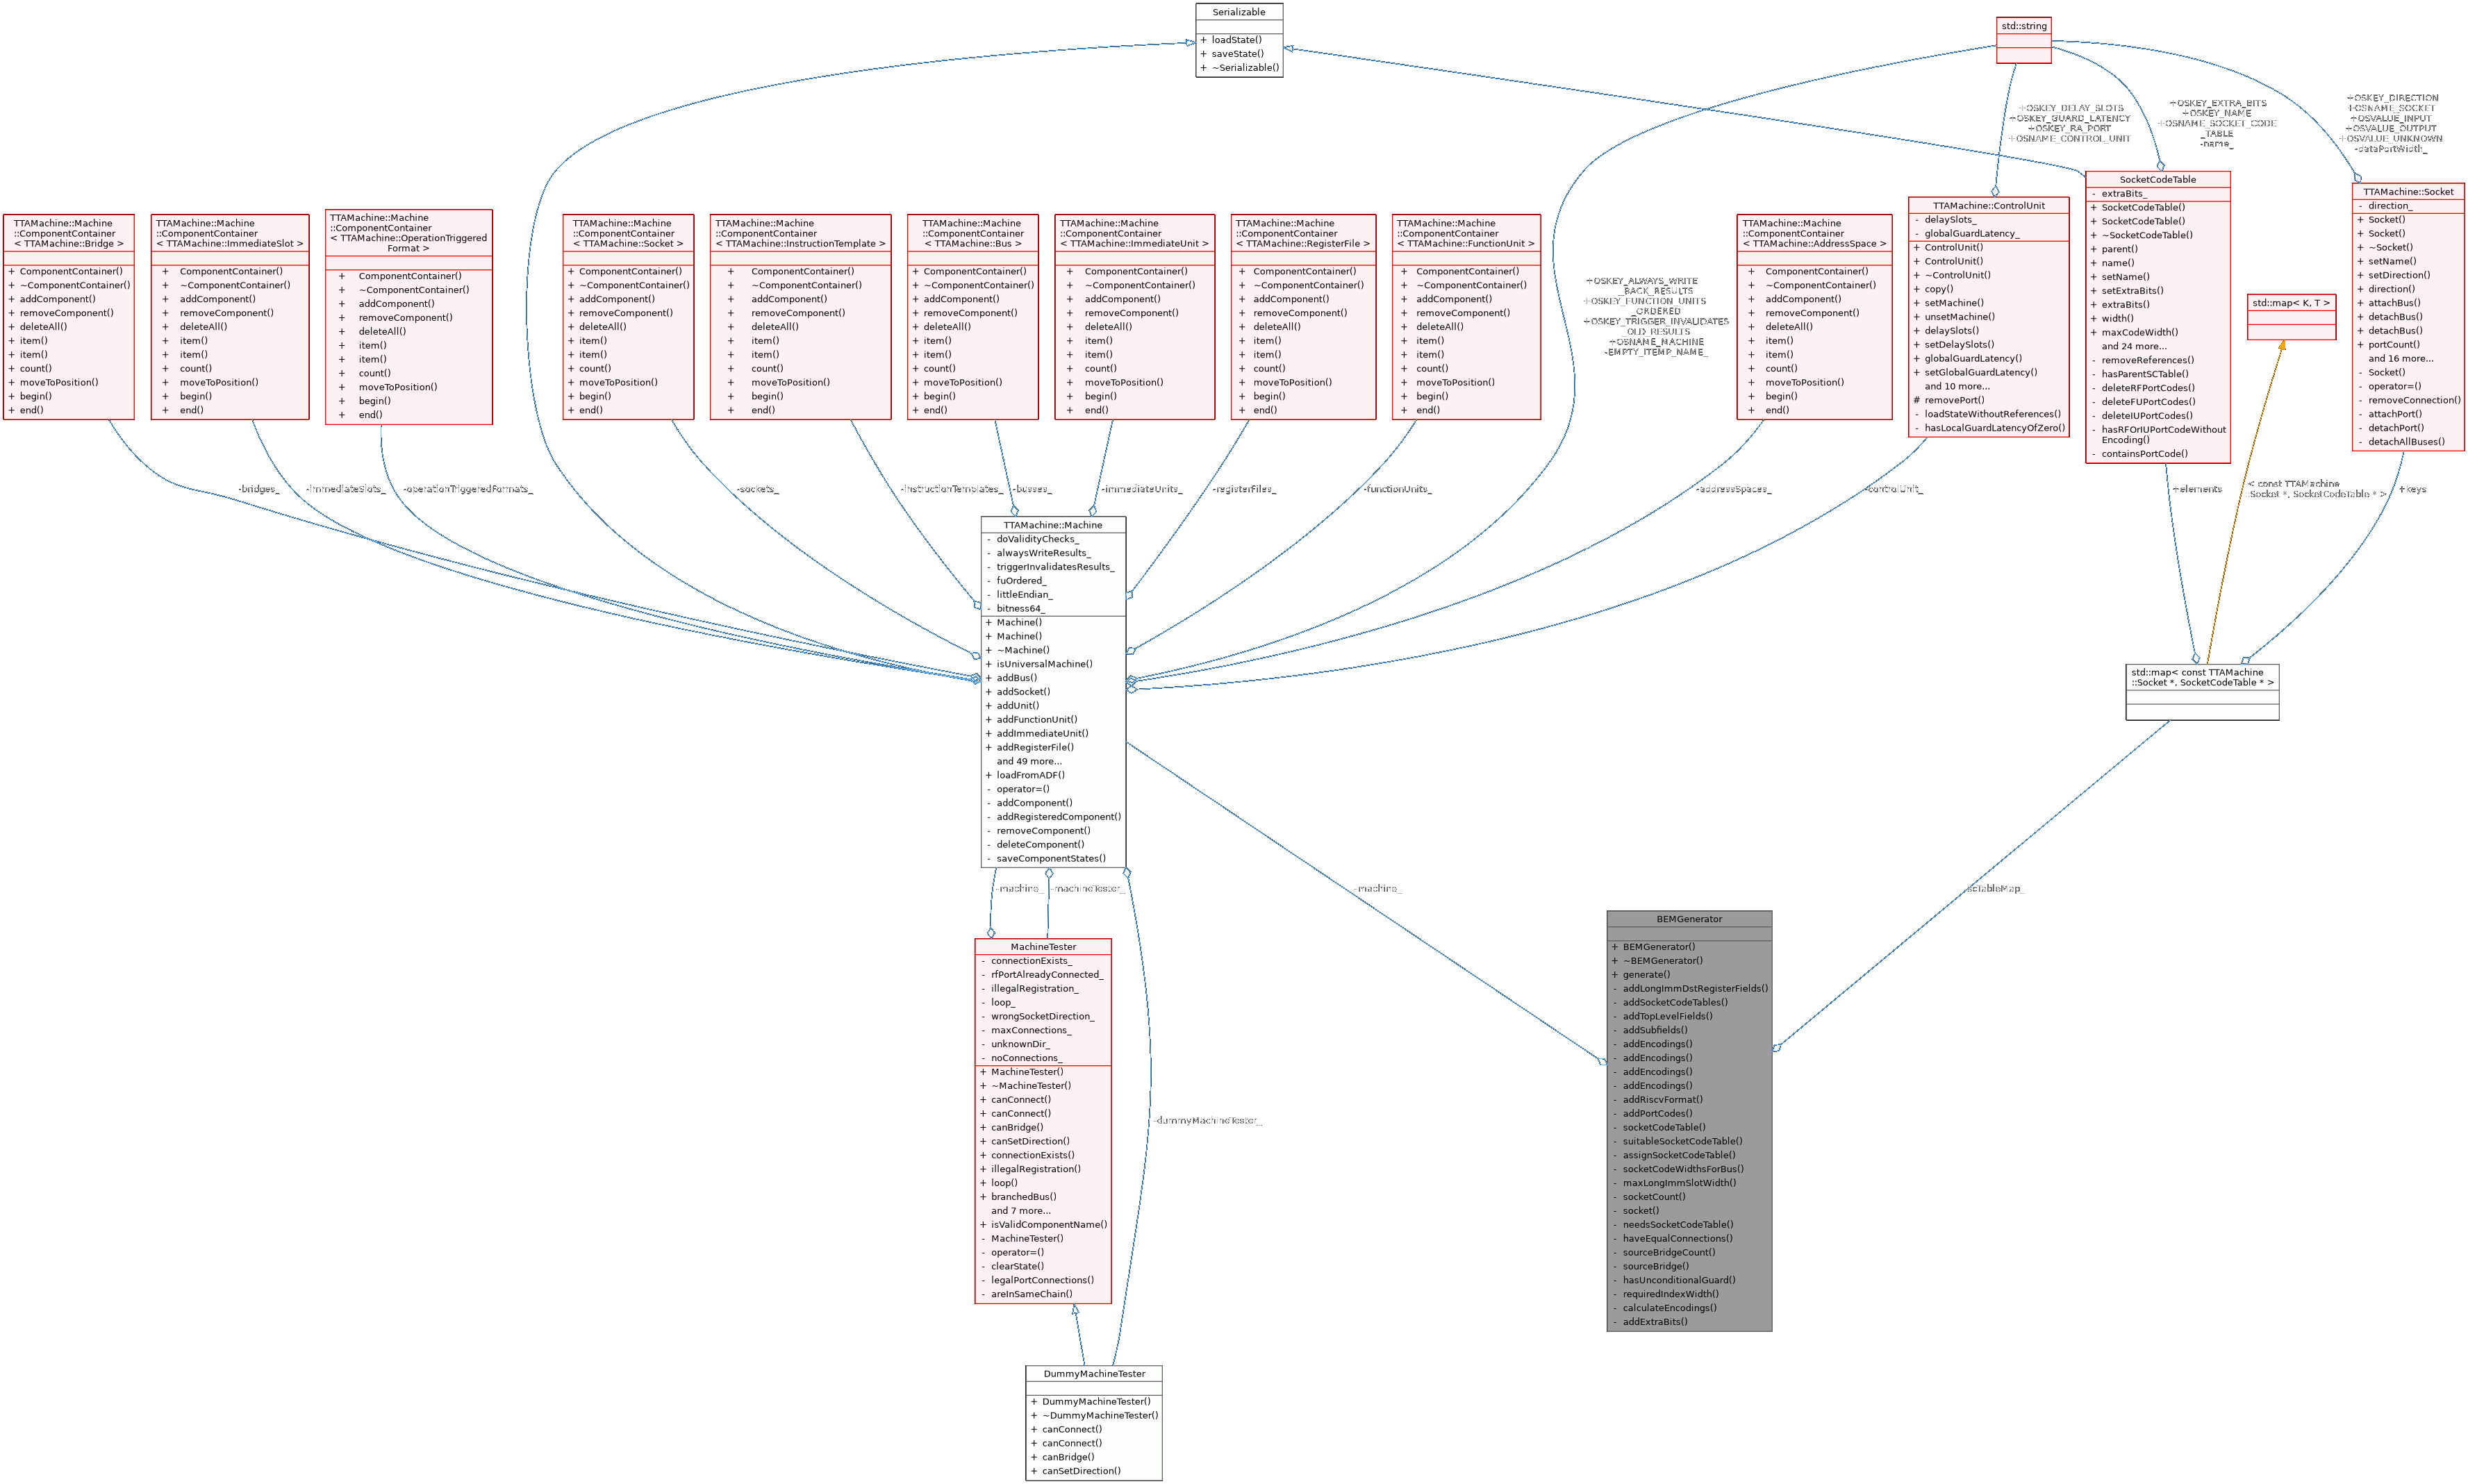 Serializable
+ loadState()
+ saveState()
+ ~Serializable()
std::string
+OSKEY_DELAY_SLOTS
+OSKEY_GUARD_LATENCY
+OSKEY_RA_PORT
+OSNAME_CONTROL_UNIT
+OSKEY_EXTRA_BITS
+OSKEY_NAME
+OSNAME_SOCKET_CODE
_TABLE
-name_
+OSKEY_DIRECTION
+OSNAME_SOCKET
+OSVALUE_INPUT
+OSVALUE_OUTPUT
+OSVALUE_UNKNOWN
-dataPortWidth_
TTAMachine::Machine
::ComponentContainer
< TTAMachine::Bridge >
+ ComponentContainer()
+ ~ComponentContainer()
+ addComponent()
+ removeComponent()
+ deleteAll()
+ item()
+ item()
+ count()
+ moveToPosition()
+ begin()
+ end()
TTAMachine::Machine
::ComponentContainer
< TTAMachine::ImmediateSlot >
+ ComponentContainer()
+ ~ComponentContainer()
+ addComponent()
+ removeComponent()
+ deleteAll()
+ item()
+ item()
+ count()
+ moveToPosition()
+ begin()
+ end()
TTAMachine::Machine
::ComponentContainer
< TTAMachine::OperationTriggered
Format >
+ ComponentContainer()
+ ~ComponentContainer()
+ addComponent()
+ removeComponent()
+ deleteAll()
+ item()
+ item()
+ count()
+ moveToPosition()
+ begin()
+ end()
TTAMachine::Machine
::ComponentContainer
< TTAMachine::Socket >
+ ComponentContainer()
+ ~ComponentContainer()
+ addComponent()
+ removeComponent()
+ deleteAll()
+ item()
+ item()
+ count()
+ moveToPosition()
+ begin()
+ end()
TTAMachine::Machine
::ComponentContainer
< TTAMachine::InstructionTemplate >
+ ComponentContainer()
+ ~ComponentContainer()
+ addComponent()
+ removeComponent()
+ deleteAll()
+ item()
+ item()
+ count()
+ moveToPosition()
+ begin()
+ end()
TTAMachine::Machine
::ComponentContainer
< TTAMachine::Bus >
+ ComponentContainer()
+ ~ComponentContainer()
+ addComponent()
+ removeComponent()
+ deleteAll()
+ item()
+ item()
+ count()
+ moveToPosition()
+ begin()
+ end()
TTAMachine::Machine
::ComponentContainer
< TTAMachine::ImmediateUnit >
+ ComponentContainer()
+ ~ComponentContainer()
+ addComponent()
+ removeComponent()
+ deleteAll()
+ item()
+ item()
+ count()
+ moveToPosition()
+ begin()
+ end()
TTAMachine::Machine
::ComponentContainer
< TTAMachine::RegisterFile >
+ ComponentContainer()
+ ~ComponentContainer()
+ addComponent()
+ removeComponent()
+ deleteAll()
+ item()
+ item()
+ count()
+ moveToPosition()
+ begin()
+ end()
TTAMachine::Machine
::ComponentContainer
< TTAMachine::FunctionUnit >
+ ComponentContainer()
+ ~ComponentContainer()
+ addComponent()
+ removeComponent()
+ deleteAll()
+ item()
+ item()
+ count()
+ moveToPosition()
+ begin()
+ end()
+OSKEY_ALWAYS_WRITE
_BACK_RESULTS
+OSKEY_FUNCTION_UNITS
_ORDERED
+OSKEY_TRIGGER_INVALIDATES
_OLD_RESULTS
+OSNAME_MACHINE
-EMPTY_ITEMP_NAME_
TTAMachine::Machine
::ComponentContainer
< TTAMachine::AddressSpace >
+ ComponentContainer()
+ ~ComponentContainer()
+ addComponent()
+ removeComponent()
+ deleteAll()
+ item()
+ item()
+ count()
+ moveToPosition()
+ begin()
+ end()
TTAMachine::ControlUnit
- delaySlots_
- globalGuardLatency_
+ ControlUnit()
+ ControlUnit()
+ ~ControlUnit()
+ copy()
+ setMachine()
+ unsetMachine()
+ delaySlots()
+ setDelaySlots()
+ globalGuardLatency()
+ setGlobalGuardLatency()
and 10 more...
# removePort()
- loadStateWithoutReferences()
- hasLocalGuardLatencyOfZero()
SocketCodeTable
- extraBits_
+ SocketCodeTable()
+ SocketCodeTable()
+ ~SocketCodeTable()
+ parent()
+ name()
+ setName()
+ setExtraBits()
+ extraBits()
+ width()
+ maxCodeWidth()
and 24 more...
- removeReferences()
- hasParentSCTable()
- deleteRFPortCodes()
- deleteFUPortCodes()
- deleteIUPortCodes()
- hasRFOrIUPortCodeWithout
Encoding()
- containsPortCode()
std::map< K, T >
TTAMachine::Socket
- direction_
+ Socket()
+ Socket()
+ ~Socket()
+ setName()
+ setDirection()
+ direction()
+ attachBus()
+ detachBus()
+ detachBus()
+ portCount()
and 16 more...
- Socket()
- operator=()
- removeConnection()
- attachPort()
- detachPort()
- detachAllBuses()
-bridges_
-immediateSlots_
-operationTriggeredFormats_
-sockets_
-instructionTemplates_
-busses_
-immediateUnits_
-registerFiles_
-functionUnits_
-addressSpaces_
-controlUnit_
+elements
< const TTAMachine
::Socket *, SocketCodeTable * >
+keys
TTAMachine::Machine
- doValidityChecks_
- alwaysWriteResults_
- triggerInvalidatesResults_
- fuOrdered_
- littleEndian_
- bitness64_
+ Machine()
+ Machine()
+ ~Machine()
+ isUniversalMachine()
+ addBus()
+ addSocket()
+ addUnit()
+ addFunctionUnit()
+ addImmediateUnit()
+ addRegisterFile()
and 49 more...
+ loadFromADF()
- operator=()
- addComponent()
- addRegisteredComponent()
- removeComponent()
- deleteComponent()
- saveComponentStates()
std::map< const TTAMachine
::Socket *, SocketCodeTable * >
-machine_
-machineTester_
-machine_
-scTableMap_
MachineTester
- connectionExists_
- rfPortAlreadyConnected_
- illegalRegistration_
- loop_
- wrongSocketDirection_
- maxConnections_
- unknownDir_
- noConnections_
+ MachineTester()
+ ~MachineTester()
+ canConnect()
+ canConnect()
+ canBridge()
+ canSetDirection()
+ connectionExists()
+ illegalRegistration()
+ loop()
+ branchedBus()
and 7 more...
+ isValidComponentName()
- MachineTester()
- operator=()
- clearState()
- legalPortConnections()
- areInSameChain()
-dummyMachineTester_
BEMGenerator
+ BEMGenerator()
+ ~BEMGenerator()
+ generate()
- addLongImmDstRegisterFields()
- addSocketCodeTables()
- addTopLevelFields()
- addSubfields()
- addEncodings()
- addEncodings()
- addEncodings()
- addEncodings()
- addRiscvFormat()
- addPortCodes()
- socketCodeTable()
- suitableSocketCodeTable()
- assignSocketCodeTable()
- socketCodeWidthsForBus()
- maxLongImmSlotWidth()
- socketCount()
- socket()
- needsSocketCodeTable()
- haveEqualConnections()
- sourceBridgeCount()
- sourceBridge()
- hasUnconditionalGuard()
- requiredIndexWidth()
- calculateEncodings()
- addExtraBits()
DummyMachineTester
+ DummyMachineTester()
+ ~DummyMachineTester()
+ canConnect()
+ canConnect()
+ canBridge()
+ canSetDirection()